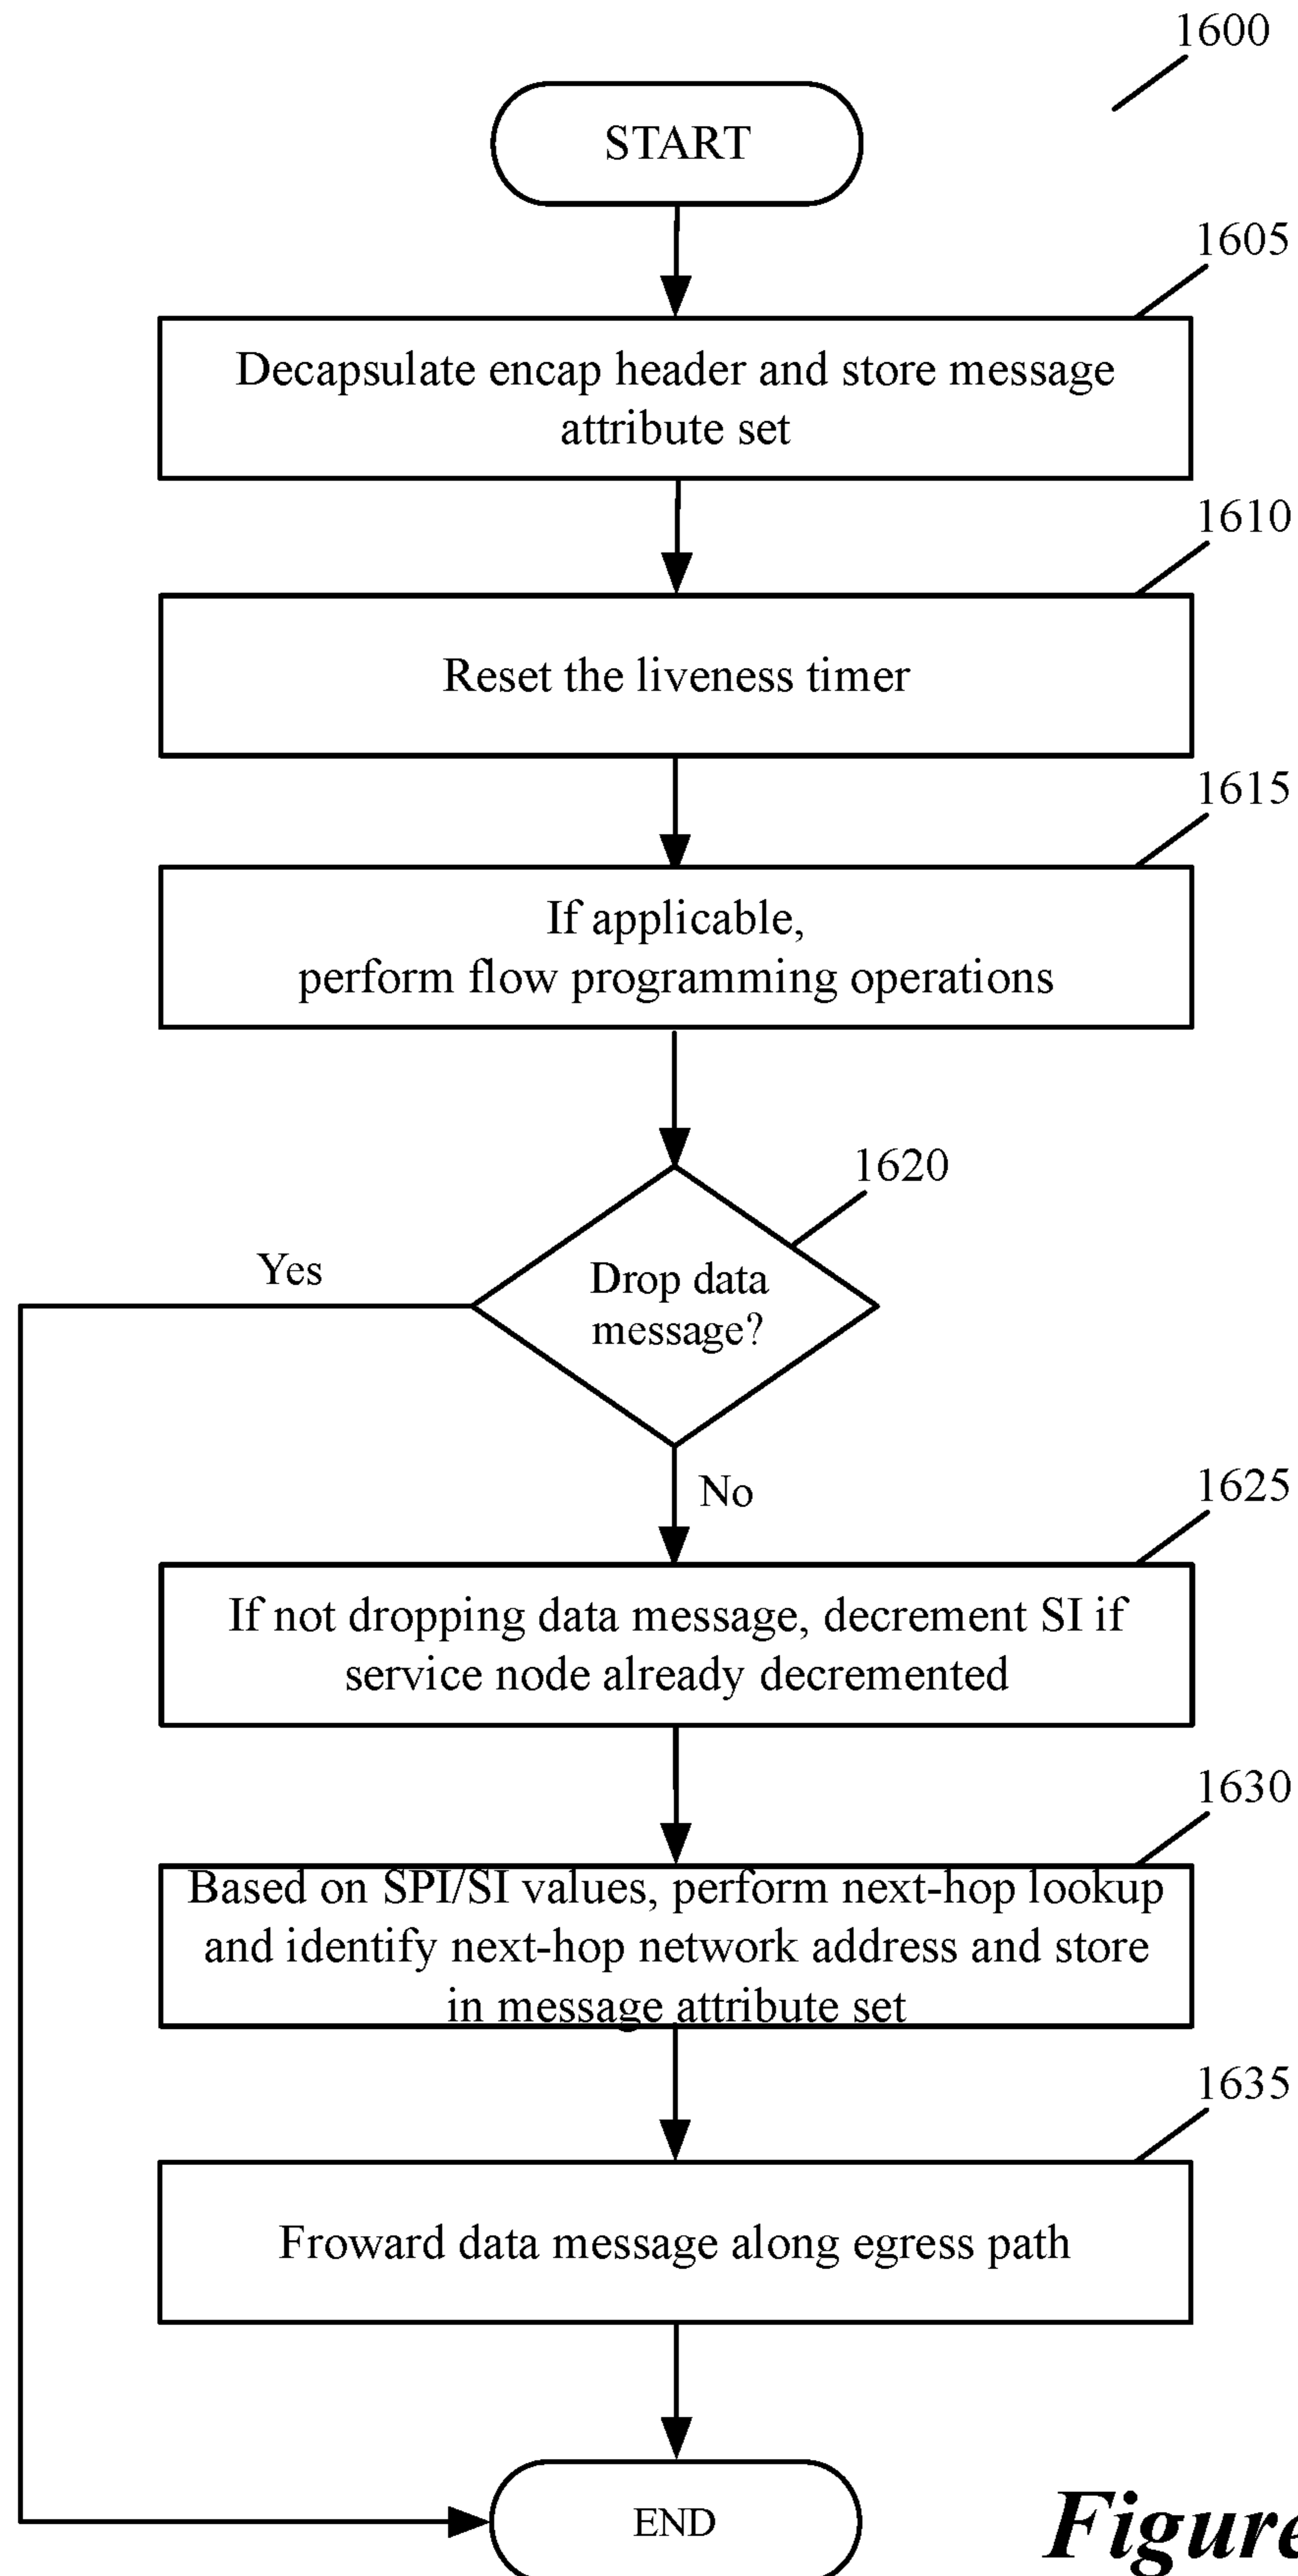 1600
START
1605
Decapsulate encap header and store message
attribute set
1610
Reset the liveness timer
1615
If applicable,
perform flow programming operations
1620
Drop data
message?
Yes
No
1625
If not dropping data message, decrement SI if
service node already decremented
1630
Based on SPI/SI values, perform next-hop lookup
and identify next-hop network address and store
in message attribute set
1635
Froward data message along egress path
END
Figure